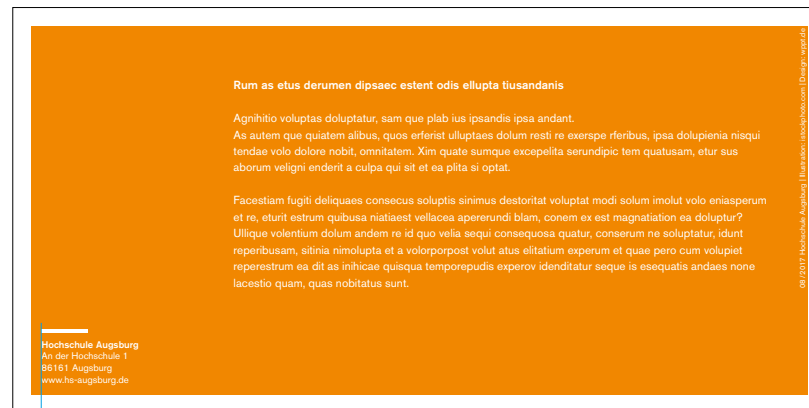 Rum as etus derumen dipsaec estent odis ellupta tiusandanis
Agnihitio voluptas doluptatur, sam que plab ius ipsandis ipsa andant.
As autem que quiatem alibus, quos erferist ulluptaes dolum resti re exerspe rferibus, ipsa dolupienia nisqui
tendae volo dolore nobit, omnitatem. Xim quate sumque excepelita serundipic tem quatusam, etur sus
aborum veligni enderit a culpa qui sit et ea plita si optat.
Facestiam fugiti deliquaes consecus soluptis sinimus destoritat voluptat modi solum imolut volo eniasperum
et re, eturit estrum quibusa niatiaest vellacea apererundi blam, conem ex est magnatiation ea doluptur?
Ullique volentium dolum andem re id quo velia sequi consequosa quatur, conserum ne soluptatur, idunt
reperibusam, sitinia nimolupta et a volorporpost volut atus elitatium experum et quae pero cum volupiet
reperestrum ea dit as inihicae quisqua temporepudis experov idenditatur seque is esequatis andaes none
lacestio quam, quas nobitatus sunt.
Hochschule Augsburg
An der Hochschule 1
86161 Augsburg
www.hs-augsburg.de
08/2017 Hochschule Augsburg | Illustration: istockphoto.com | Design: wppt.de